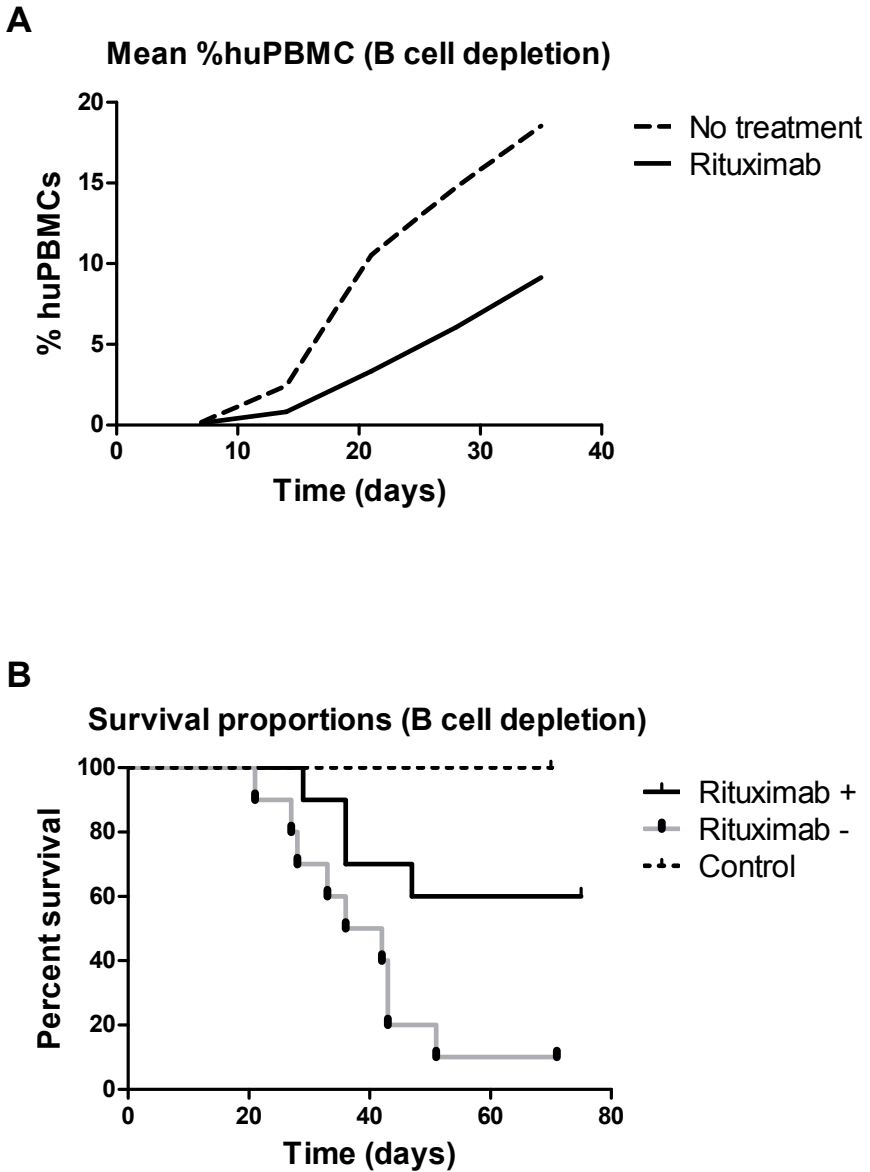 A
Mean %huPBMC (B cell depletion)
20
15
10
5
0
% huPBMCs
0 10 20 30 40
Time (days)
No treatment
Rituximab
B
Survival proportions (B cell depletion)
100
80
60
40
20
0
Percent survival
0 20 40 60 80
Time (days)
Rituximab +
Rituximab -
Control